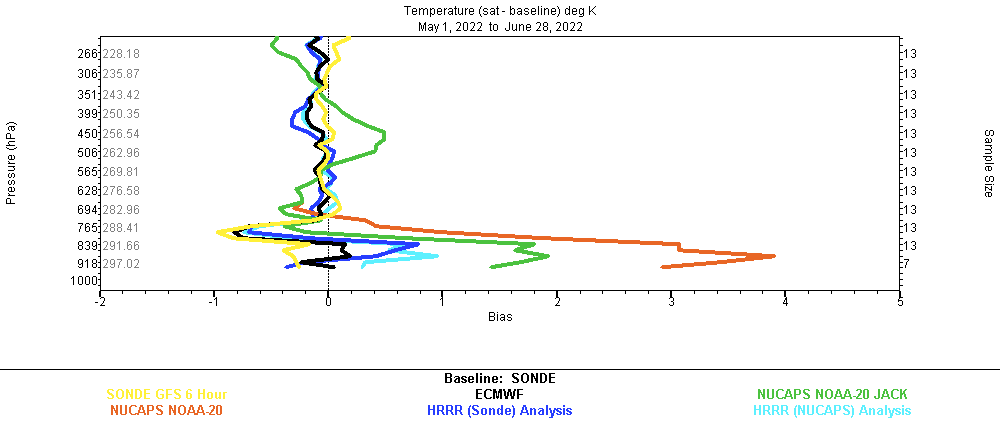 Temperature (sat - baseline) deg K
May 1, 2022 to June 28, 2022
Pressure (hPa)
266 228.18 13
306 235.87 13
351 243.42 13
399 250.35 13
450 256.54 13
506 262.96 13
565 269.81 13
628 276.58 13
694 282.96 13
765 288.41 13
839 291.66 13
918 297.02 7
1000
Sample Size
-2 -1 0 1 2 3 4 5
Bias
Baseline: SONDE
SONDE GFS 6 Hour ECMWF NUCAPS NOAA-20 JACK
NUCAPS NOAA-20 HRRR (Sonde) Analysis HRRR (NUCAPS) Analysis